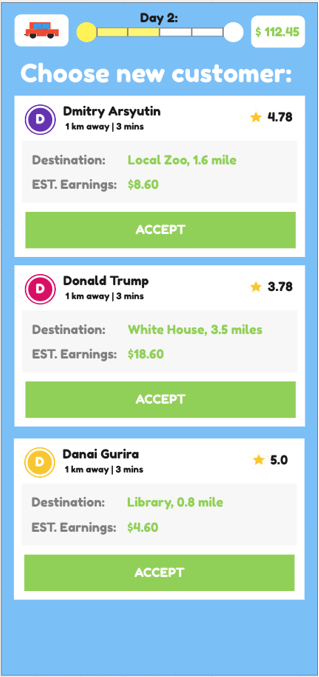 Day 2:
$ 112.45
Choose new customer:
D
Dmitry Arsyutin
1 km away | 3 mins
4.78
Destination: Local Zoo, 1.6 mile
EST. Earnings: $8.60
ACCEPT
D
Donald Trump
1 km away | 3 mins
3.78
Destination: White House, 3.5 miles
EST. Earnings: $18.60
ACCEPT
D
Danai Gurira
1 km away | 3 mins
5.0
Destination: Library, 0.8 mile
EST. Earnings: $4.60
ACCEPT